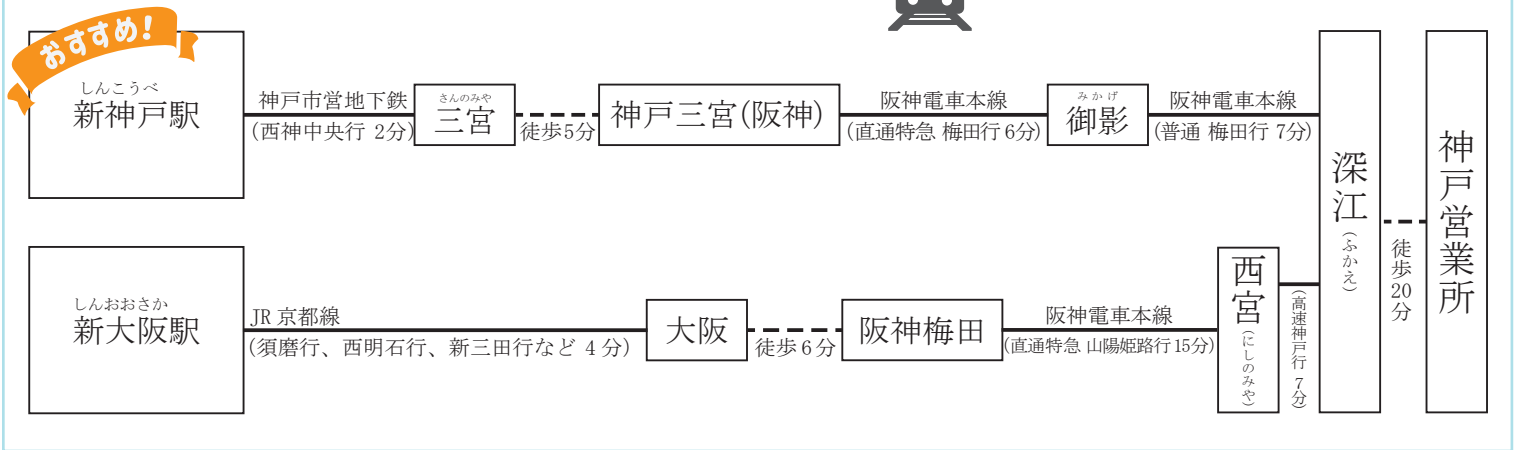 おすすめ!
しんこうべ
新神戸駅
神戸市営地下鉄
(西神中央行 2分)
さんのみや
三宮
徒歩5分
神戸三宮(阪神)
阪神電車本線
(直通特急 梅田行 6分)
みかげ
御影
阪神電車本線
(普通 梅田行 7分)
しんおおさか
新大阪駅
JR 京都線
(須磨行、西明石行、新三田行など 4 分)
大阪
徒歩 6 分
阪神梅田
阪神電車本線
(直通特急 山陽姫路行 15分)
西宮(にしのみや)
(高速神戸行 7分)
深江(ふかえ)
徒歩20分
神戸営業所